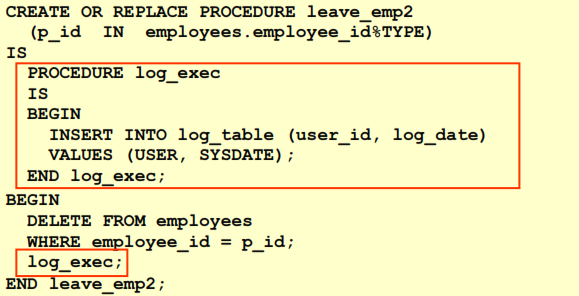 CREATE OR REPLACE PROCEDURE leave_emp2
(p_id IN employees.employee_id%TYPE)
IS
PROCEDURE log_exec
IS
BEGIN
INSERT INTO log_table (user_id, log_date)
VALUES (USER, SYSDATE);
END log_exec;
BEGIN
DELETE FROM employees
WHERE employee_id = p_id;
log_exec;
END leave_emp2;